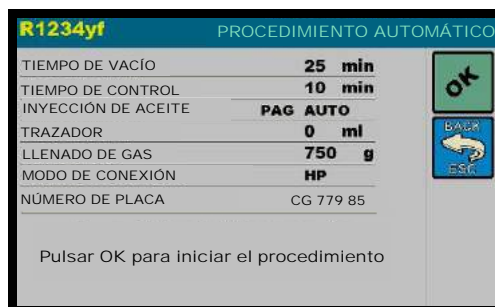 R1234yf PROCEDIMIENTO AUTOMÁTICO
TIEMPO DE VACÍO 25 min
TIEMPO DE CONTROL 10 min
INYECCIÓN DE ACEITE PAG AUTO
TRAZADOR 0 ml
LLENADO DE GAS 750 g
MODO DE CONEXIÓN HP
NÚMERO DE PLACA CG 779 85
Pulsar OK para iniciar el procedimiento
OK
BACK
ESC